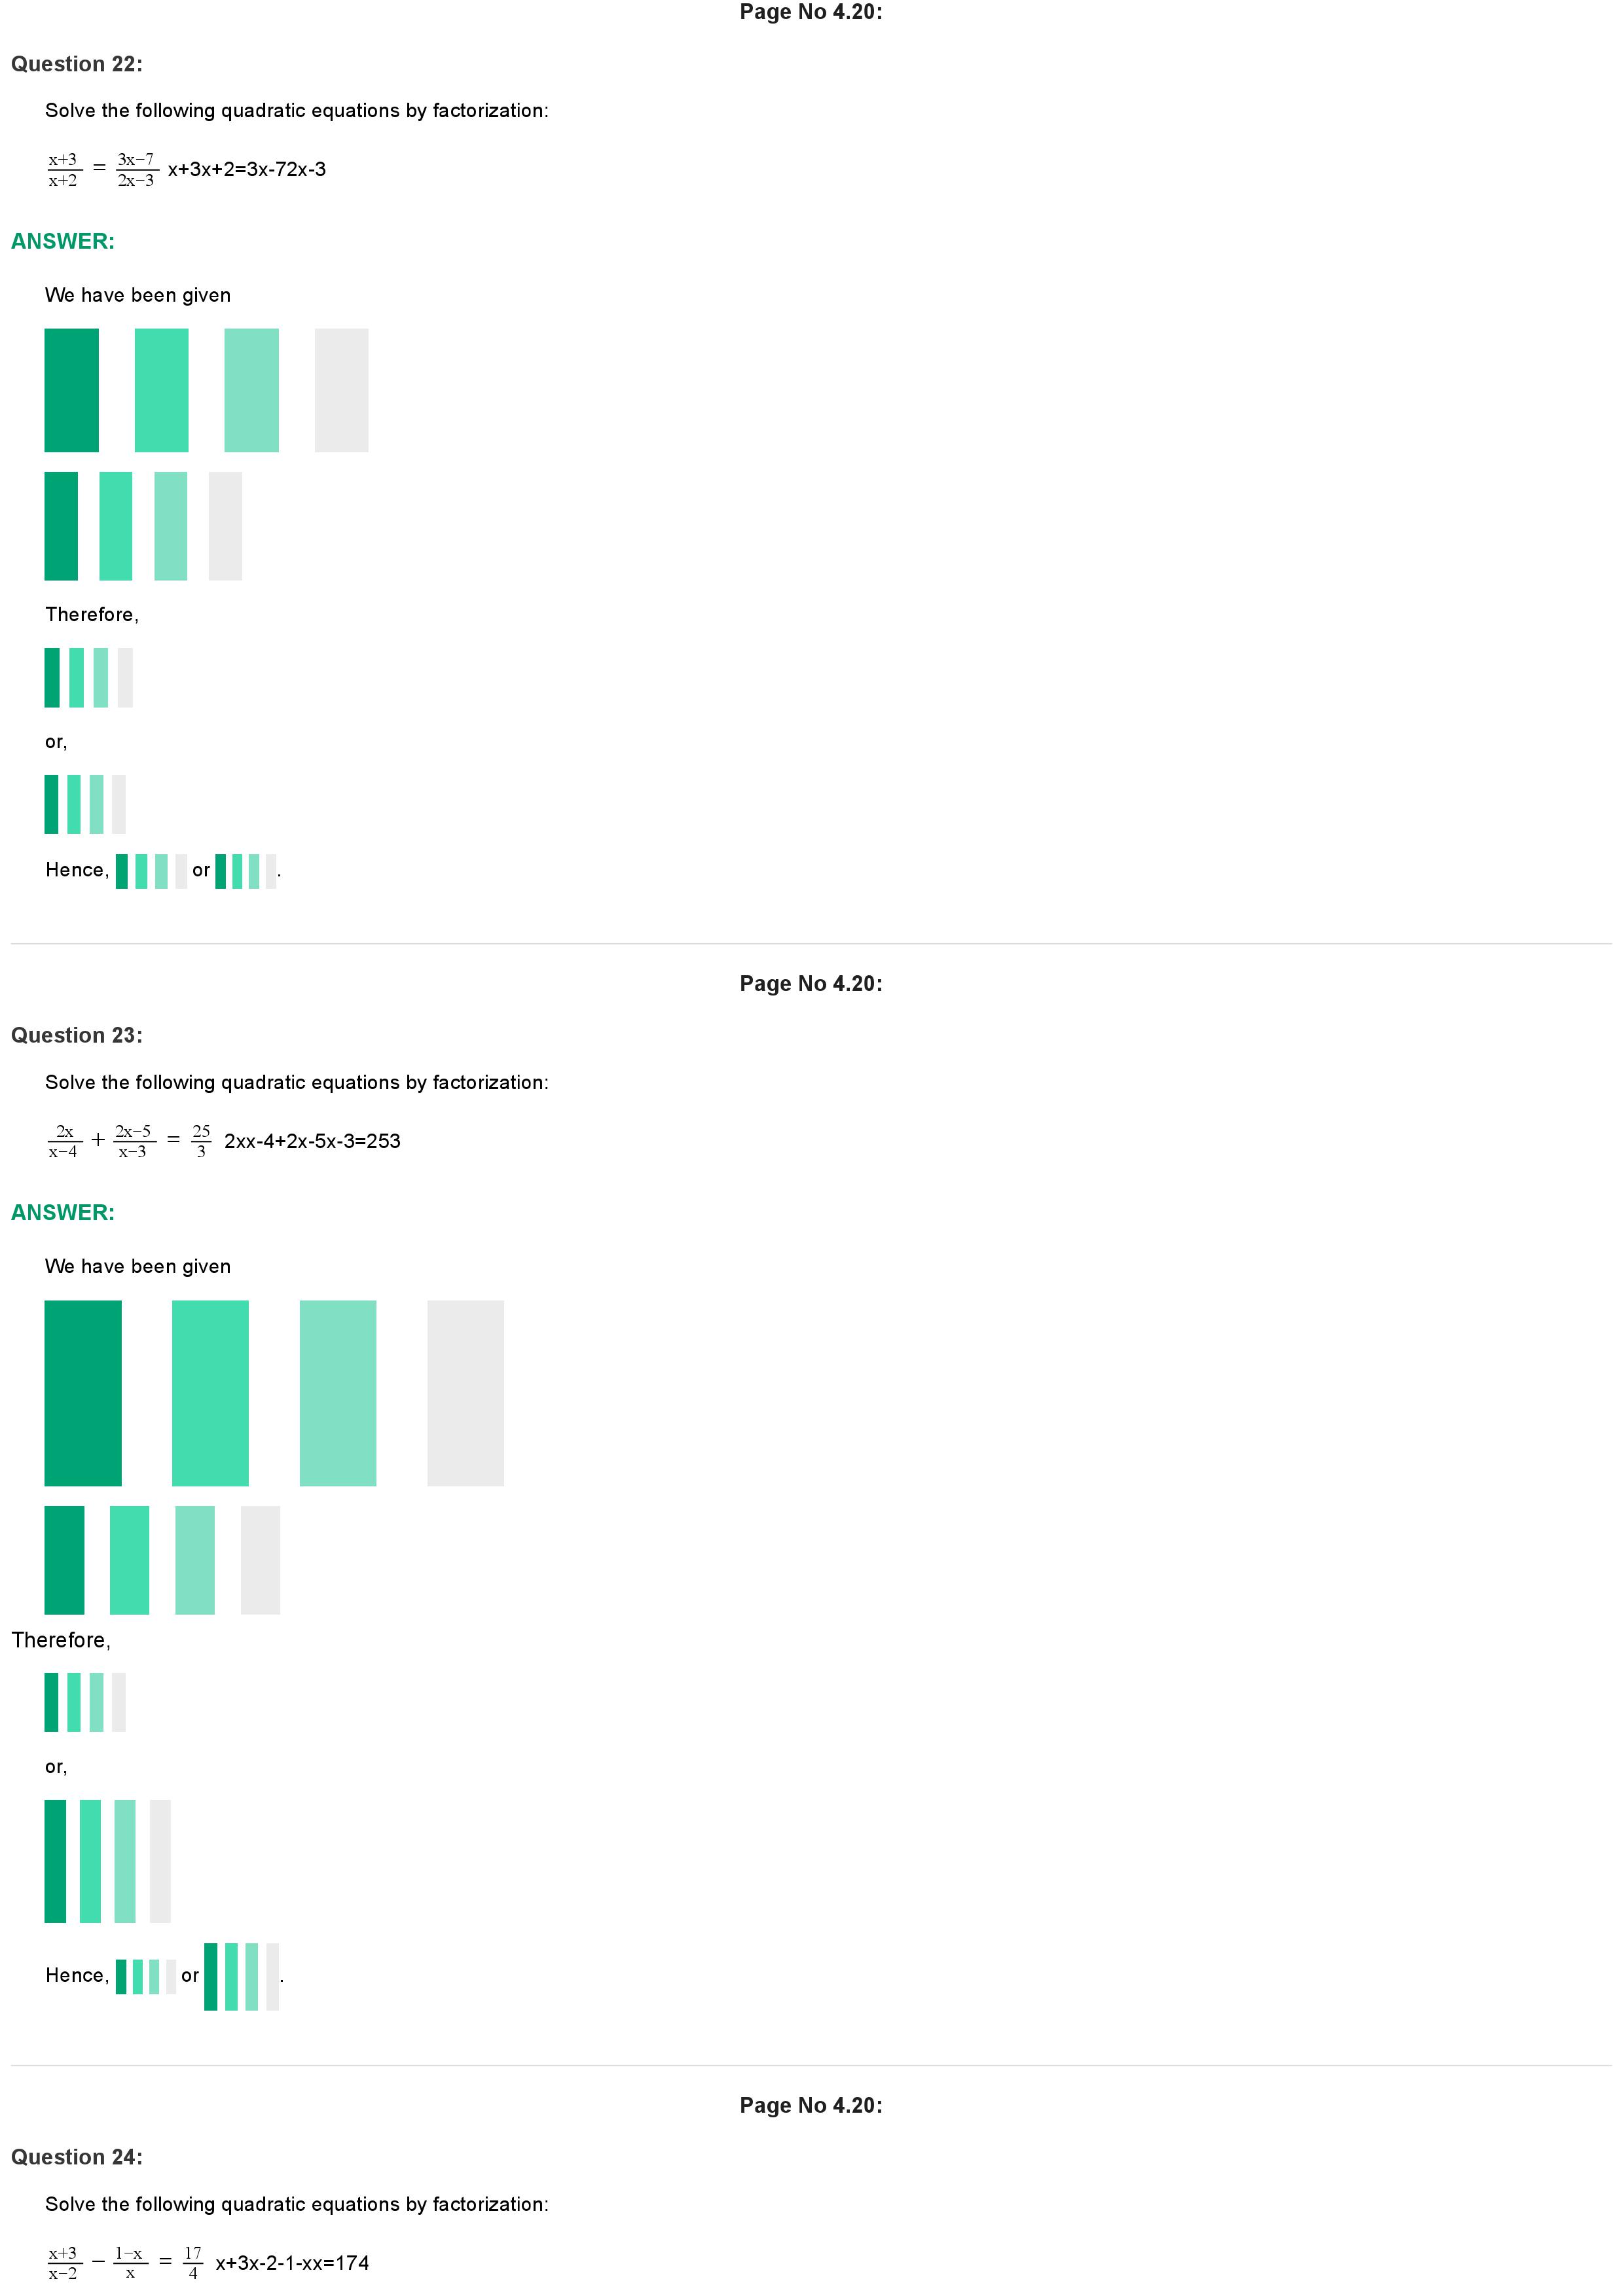 Page No 4.20:
Question 22:
Solve the following quadratic equations by factorization:
x+3/x+2 = 3x−7/2x−3 x+3x+2=3x-72x-3
ANSWER:
We have been given
Therefore,
or,
Hence, or .
Page No 4.20:
Question 23:
Solve the following quadratic equations by factorization:
2x/x−4 + 2x−5/x−3 = 25/3 2xx-4+2x-5x-3=253
ANSWER:
We have been given
Therefore,
or,
Hence, or .
Page No 4.20:
Question 24:
Solve the following quadratic equations by factorization:
x+3/x−2 − 1−x/x = 17/4 x+3x-2-1-xx=174